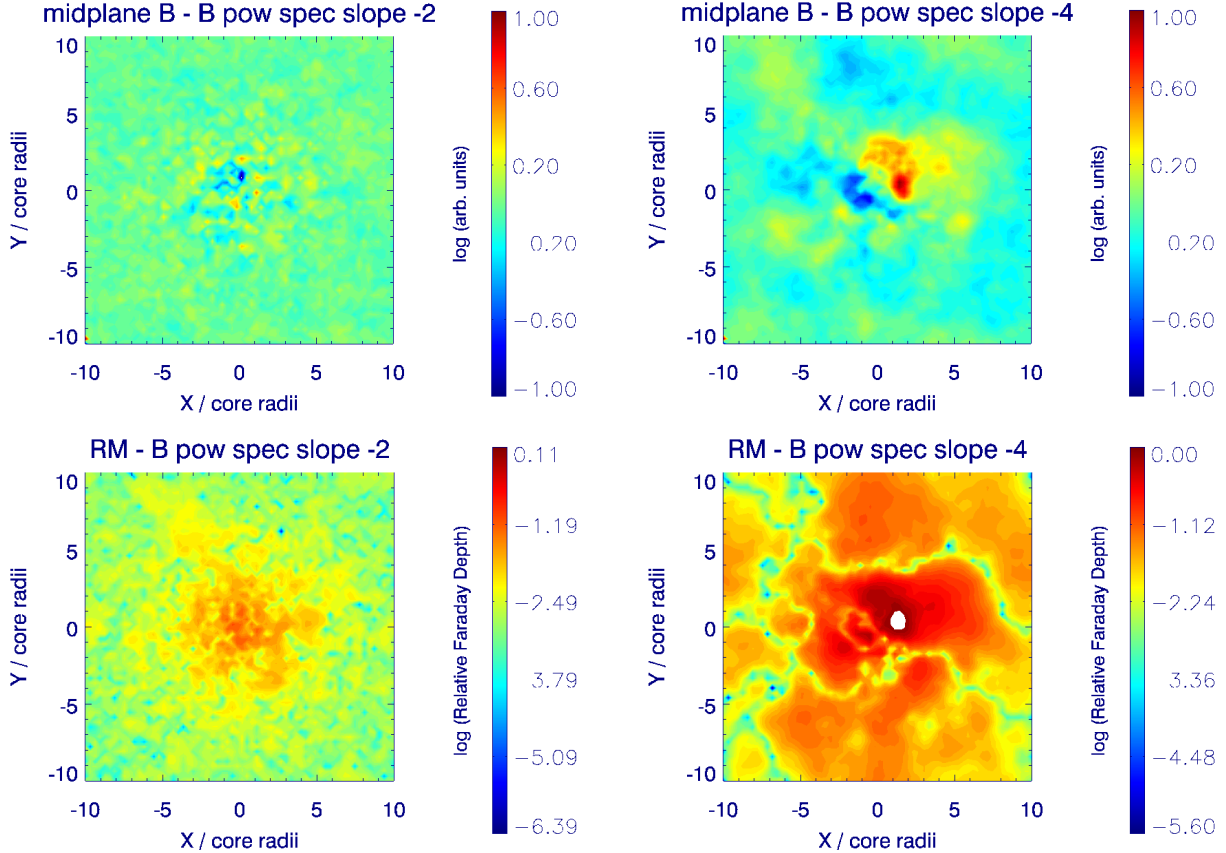 midplane B - B pow spec slope -2
10
5
0
-5
-10
-10 -5 0 5 10
X / core radii
Y / core radii
1.00
0.60
0.20
0.20
−0.60
−1.00
log (arb. units)
midplane B - B pow spec slope -4
10
5
0
-5
-10
-10 -5 0 5 10
X / core radii
Y / core radii
1.00
0.60
0.20
0.20
−0.60
−1.00
log (arb. units)
RM - B pow spec slope -2
10
5
0
-5
-10
-10 -5 0 5 10
X / core radii
Y / core radii
0.11
−1.19
−2.49
3.79
−5.09
−6.39
log (Relative Faraday Depth)
RM - B pow spec slope -4
10
5
0
-5
-10
-10 -5 0 5 10
X / core radii
Y / core radii
0.00
−1.12
−2.24
3.36
−4.48
−5.60
log (Relative Faraday Depth)